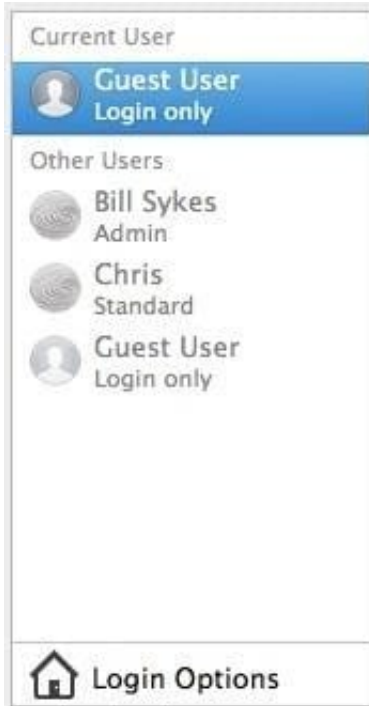 Current User
Guest User
Login only
Other Users
Bill Sykes
Admin
Chris
Standard
Guest User
Login only
Login Options